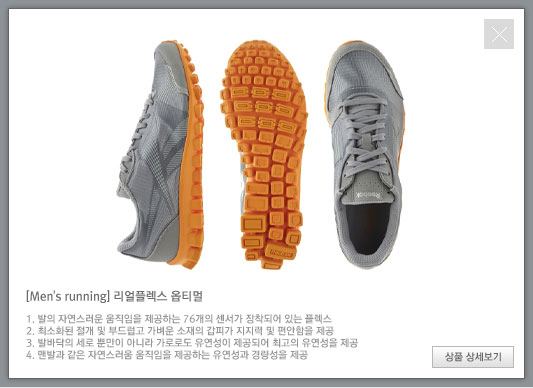 Reebok
[Men's running] 리얼플렉스 옵티멀
1. 발의 자연스러운 움직임을 제공하는 76개의 센서가 장착되어 있는 플렉스
2. 최소화된 절개 및 부드럽고 가벼운 소재의 갑피가 지지력 및 편안함을 제공
3. 발바닥의 세로 뿐만이 아니라 가로로도 유연성이 제공되어 최고의 유연성을 제공
4. 맨발과 같은 자연스러움 움직임을 제공하는 유연성과 경량성을 제공
상품 상세보기